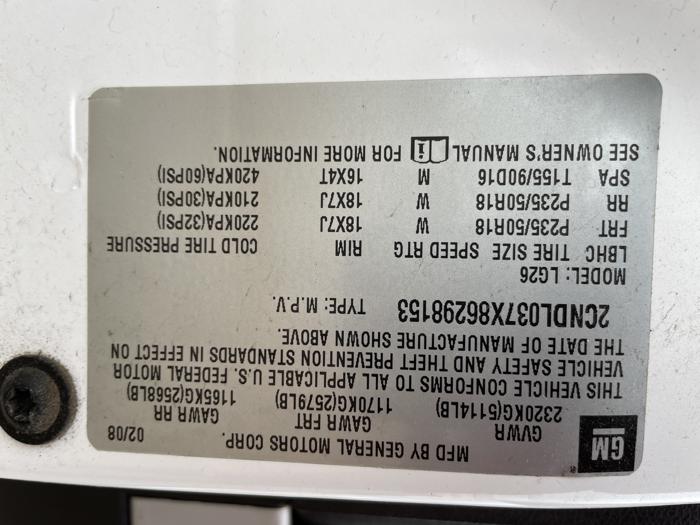 GM
MFD BY GENERAL MOTORS CORP. 02/08
GVWR GAWR FRT GAWR RR
2320KG(5114LB) 1170KG(2579LB) 1165KG(2568LB)
THIS VEHICLE CONFORMS TO ALL APPLICABLE U.S. FEDERAL MOTOR
VEHICLE SAFETY AND THEFT PREVENTION STANDARDS IN EFFECT ON
THE DATE OF MANUFACTURE SHOWN ABOVE.
2CNDL037X86298153 TYPE: M.P.V.
MODEL: LG26
LBHC TIRE SIZE SPEED RTG RIM COLD TIRE PRESSURE
FRT P235/50R18 W 18X7J 220KPA(32PSI)
RR P235/50R18 W 18X7J 210KPA(30PSI)
SPA T155/90D16 M 16X4T 420KPA(60PSI)
SEE OWNER'S MANUAL FOR MORE INFORMATION.